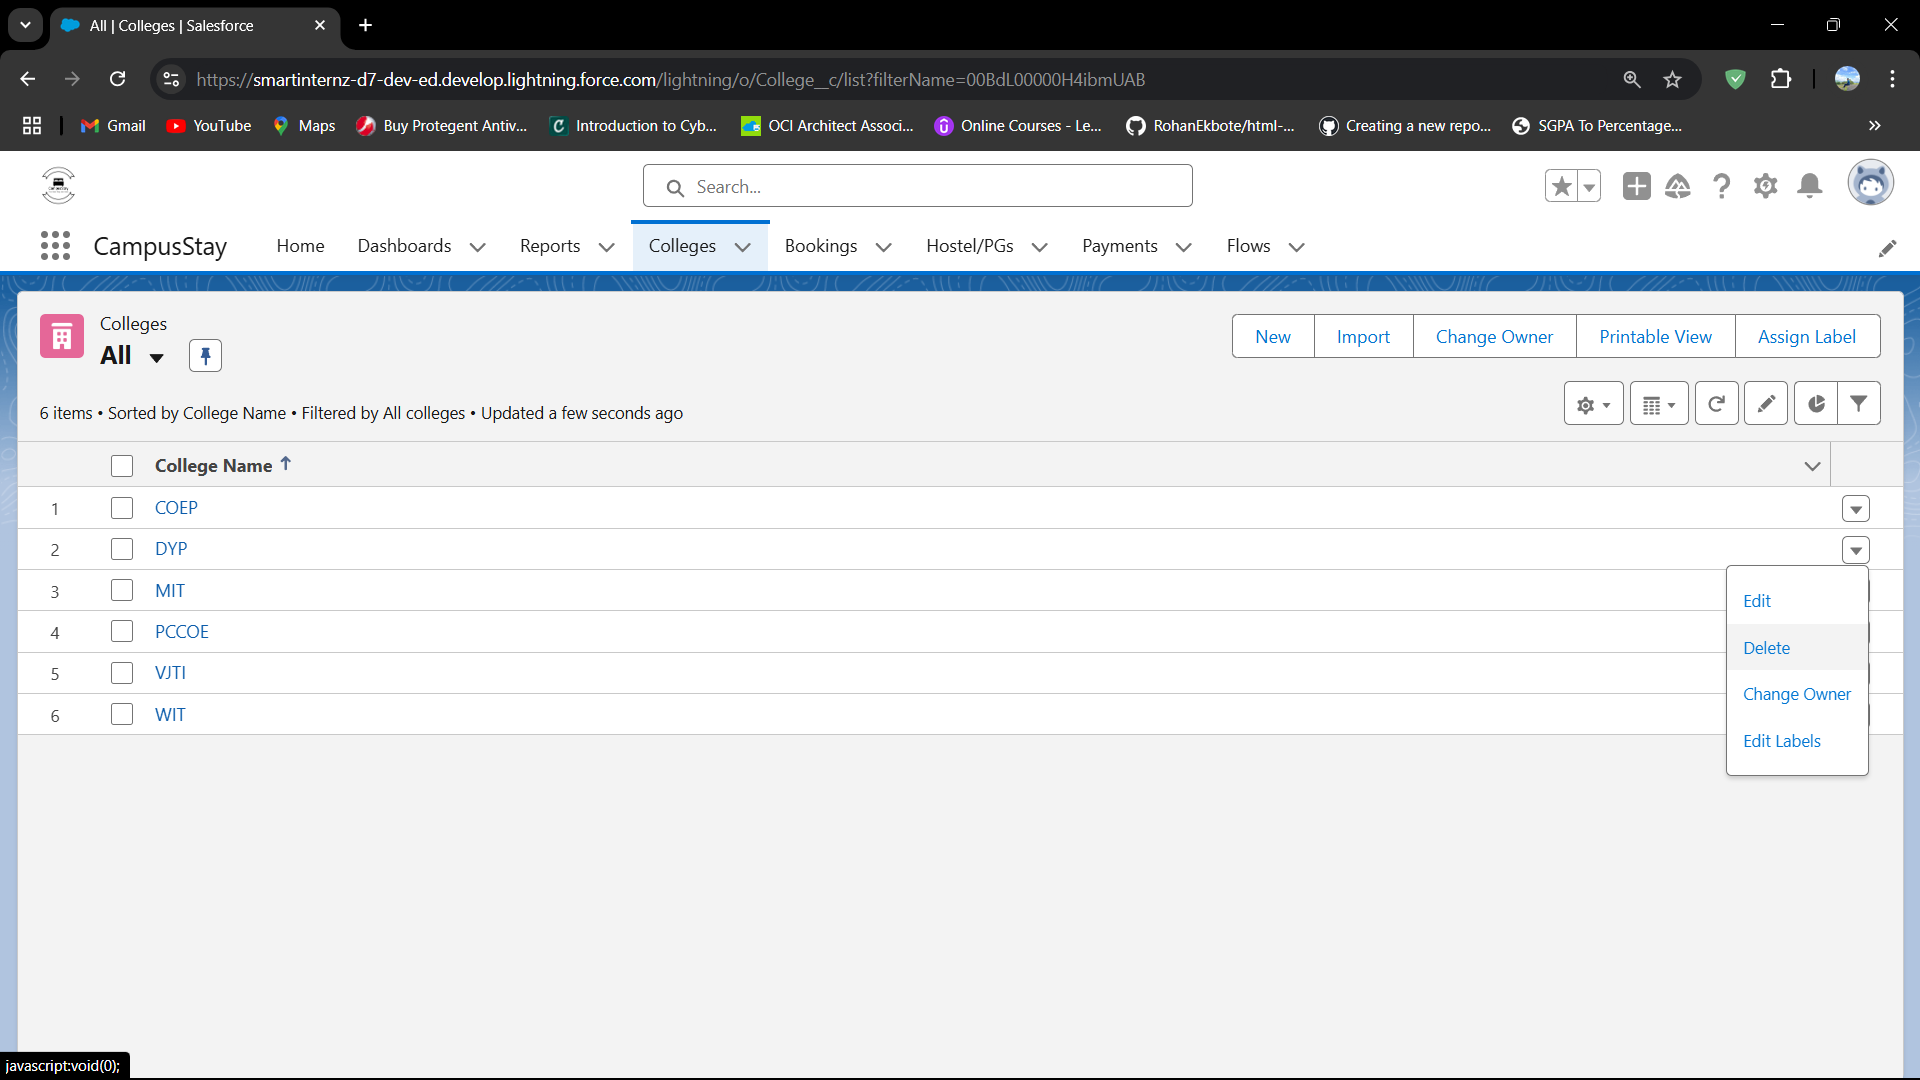 All | Colleges | Salesforce
https://smartinternz-d7-dev-ed.develop.lightning.force.com/lightning/o/College__c/list?filterName=00BdL00000H4ibmUAB
Gmail YouTube Maps Buy Protegent Antiv... Introduction to Cyb... OCI Architect Associ... Online Courses - Le... RohanEkbote/html-... Creating a new repo... SGPA To Percentage...
Search...
CampusStay Home Dashboards Reports Colleges Bookings Hostel/PGs Payments Flows
Colleges
All
New Import Change Owner Printable View Assign Label
6 items • Sorted by College Name • Filtered by All colleges • Updated a few seconds ago
College Name
1 COEP
2 DYP
3 MIT
4 PCCOE
5 VJTI
6 WIT
Edit
Delete
Change Owner
Edit Labels
javascript:void(0);